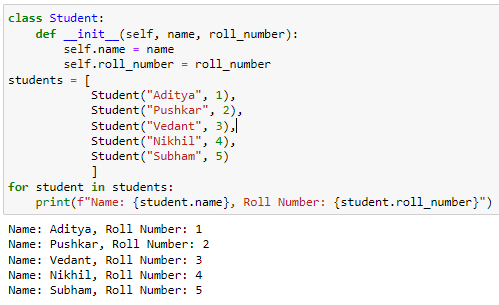 class Student:
    def __init__(self, name, roll_number):
        self.name = name
        self.roll_number = roll_number
students = [
            Student("Aditya", 1),
            Student("Pushkar", 2),
            Student("Vedant", 3),
            Student("Nikhil", 4),
            Student("Subham", 5)
            ]
for student in students:
    print(f"Name: {student.name}, Roll Number: {student.roll_number}")
Name: Aditya, Roll Number: 1
Name: Pushkar, Roll Number: 2
Name: Vedant, Roll Number: 3
Name: Nikhil, Roll Number: 4
Name: Subham, Roll Number: 5